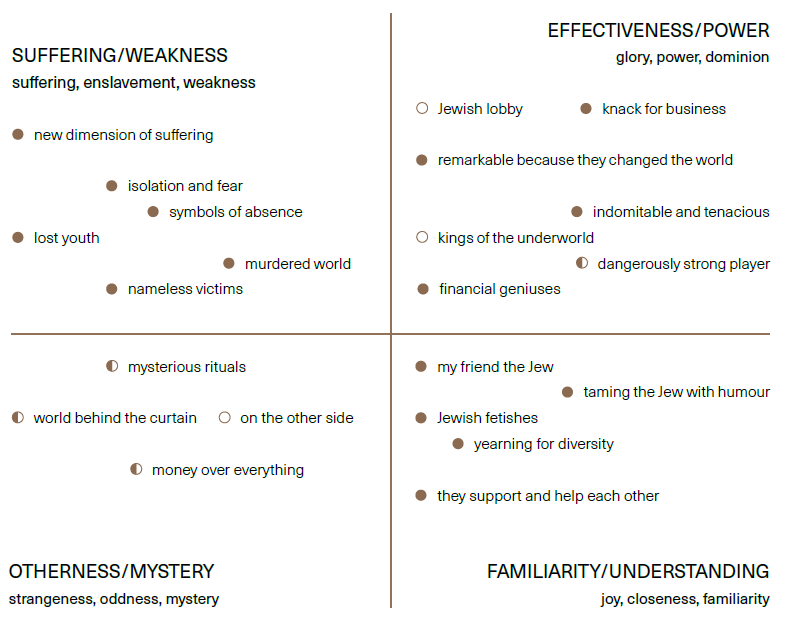 SUFFERING/WEAKNESS
suffering, enslavement, weakness
new dimension of suffering
isolation and fear
symbols of absence
lost youth
murdered world
nameless victims
EFFECTIVENESS/POWER
glory, power, dominion
Jewish lobby
knack for business
remarkable because they changed the world
indomitable and tenacious
kings of the underworld
dangerously strong player
financial geniuses
mysterious rituals
world behind the curtain
on the other side
money over everything
OTHERNESS/MYSTERY
strangeness, oddness, mystery
my friend the Jew
taming the Jew with humour
Jewish fetishes
yearning for diversity
they support and help each other
FAMILIARITY/UNDERSTANDING
joy, closeness, familiarity